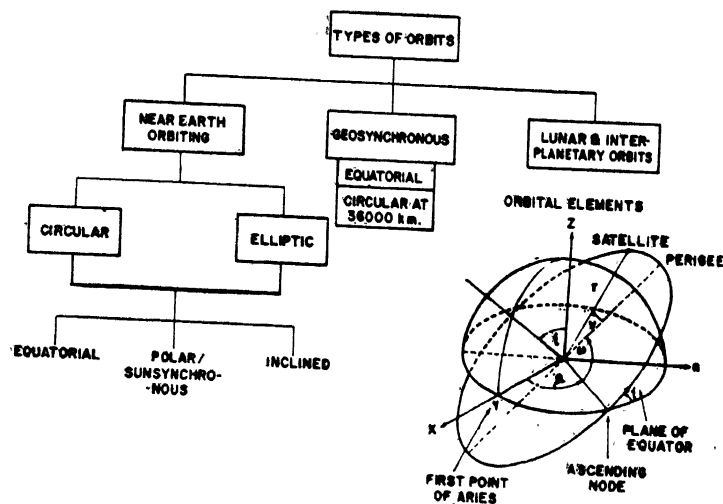 TYPES OF ORBITS
NEAR EARTH
ORBITING
GEOSYNCHRONOUS
LUNAR & INTER-
PLANETARY ORBITS
EQUATORIAL
CIRCULAR AT
36000 km.
CIRCULAR
ELLIPTIC
EQUATORIAL
POLAR/
SUNSYNCHRO-
-NOUS
INCLINED
ORBITAL ELEMENTS
Z
SATELLITE
PERIGEE
r
i
ω
X
PLANE OF
EQUATOR
ASCENDING
NODE
FIRST POINT
OF ARIES